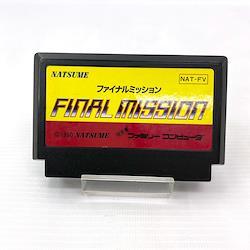 NATSUME
NAT-FV
ファイナルミッション
FINAL MISSION
© 1990 NATSUME
ファミリーコンピュータ